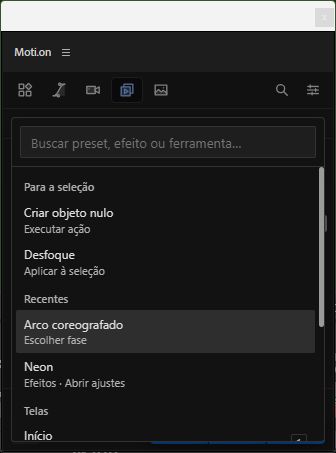 Moti.on
Buscar preset, efeito ou ferramenta...
Para a seleção
Criar objeto nulo
Executar ação
Desfoque
Aplicar à seleção
Recentes
Arco coreografado
Escolher fase
Neon
Efeitos · Abrir ajustes
Telas
Início